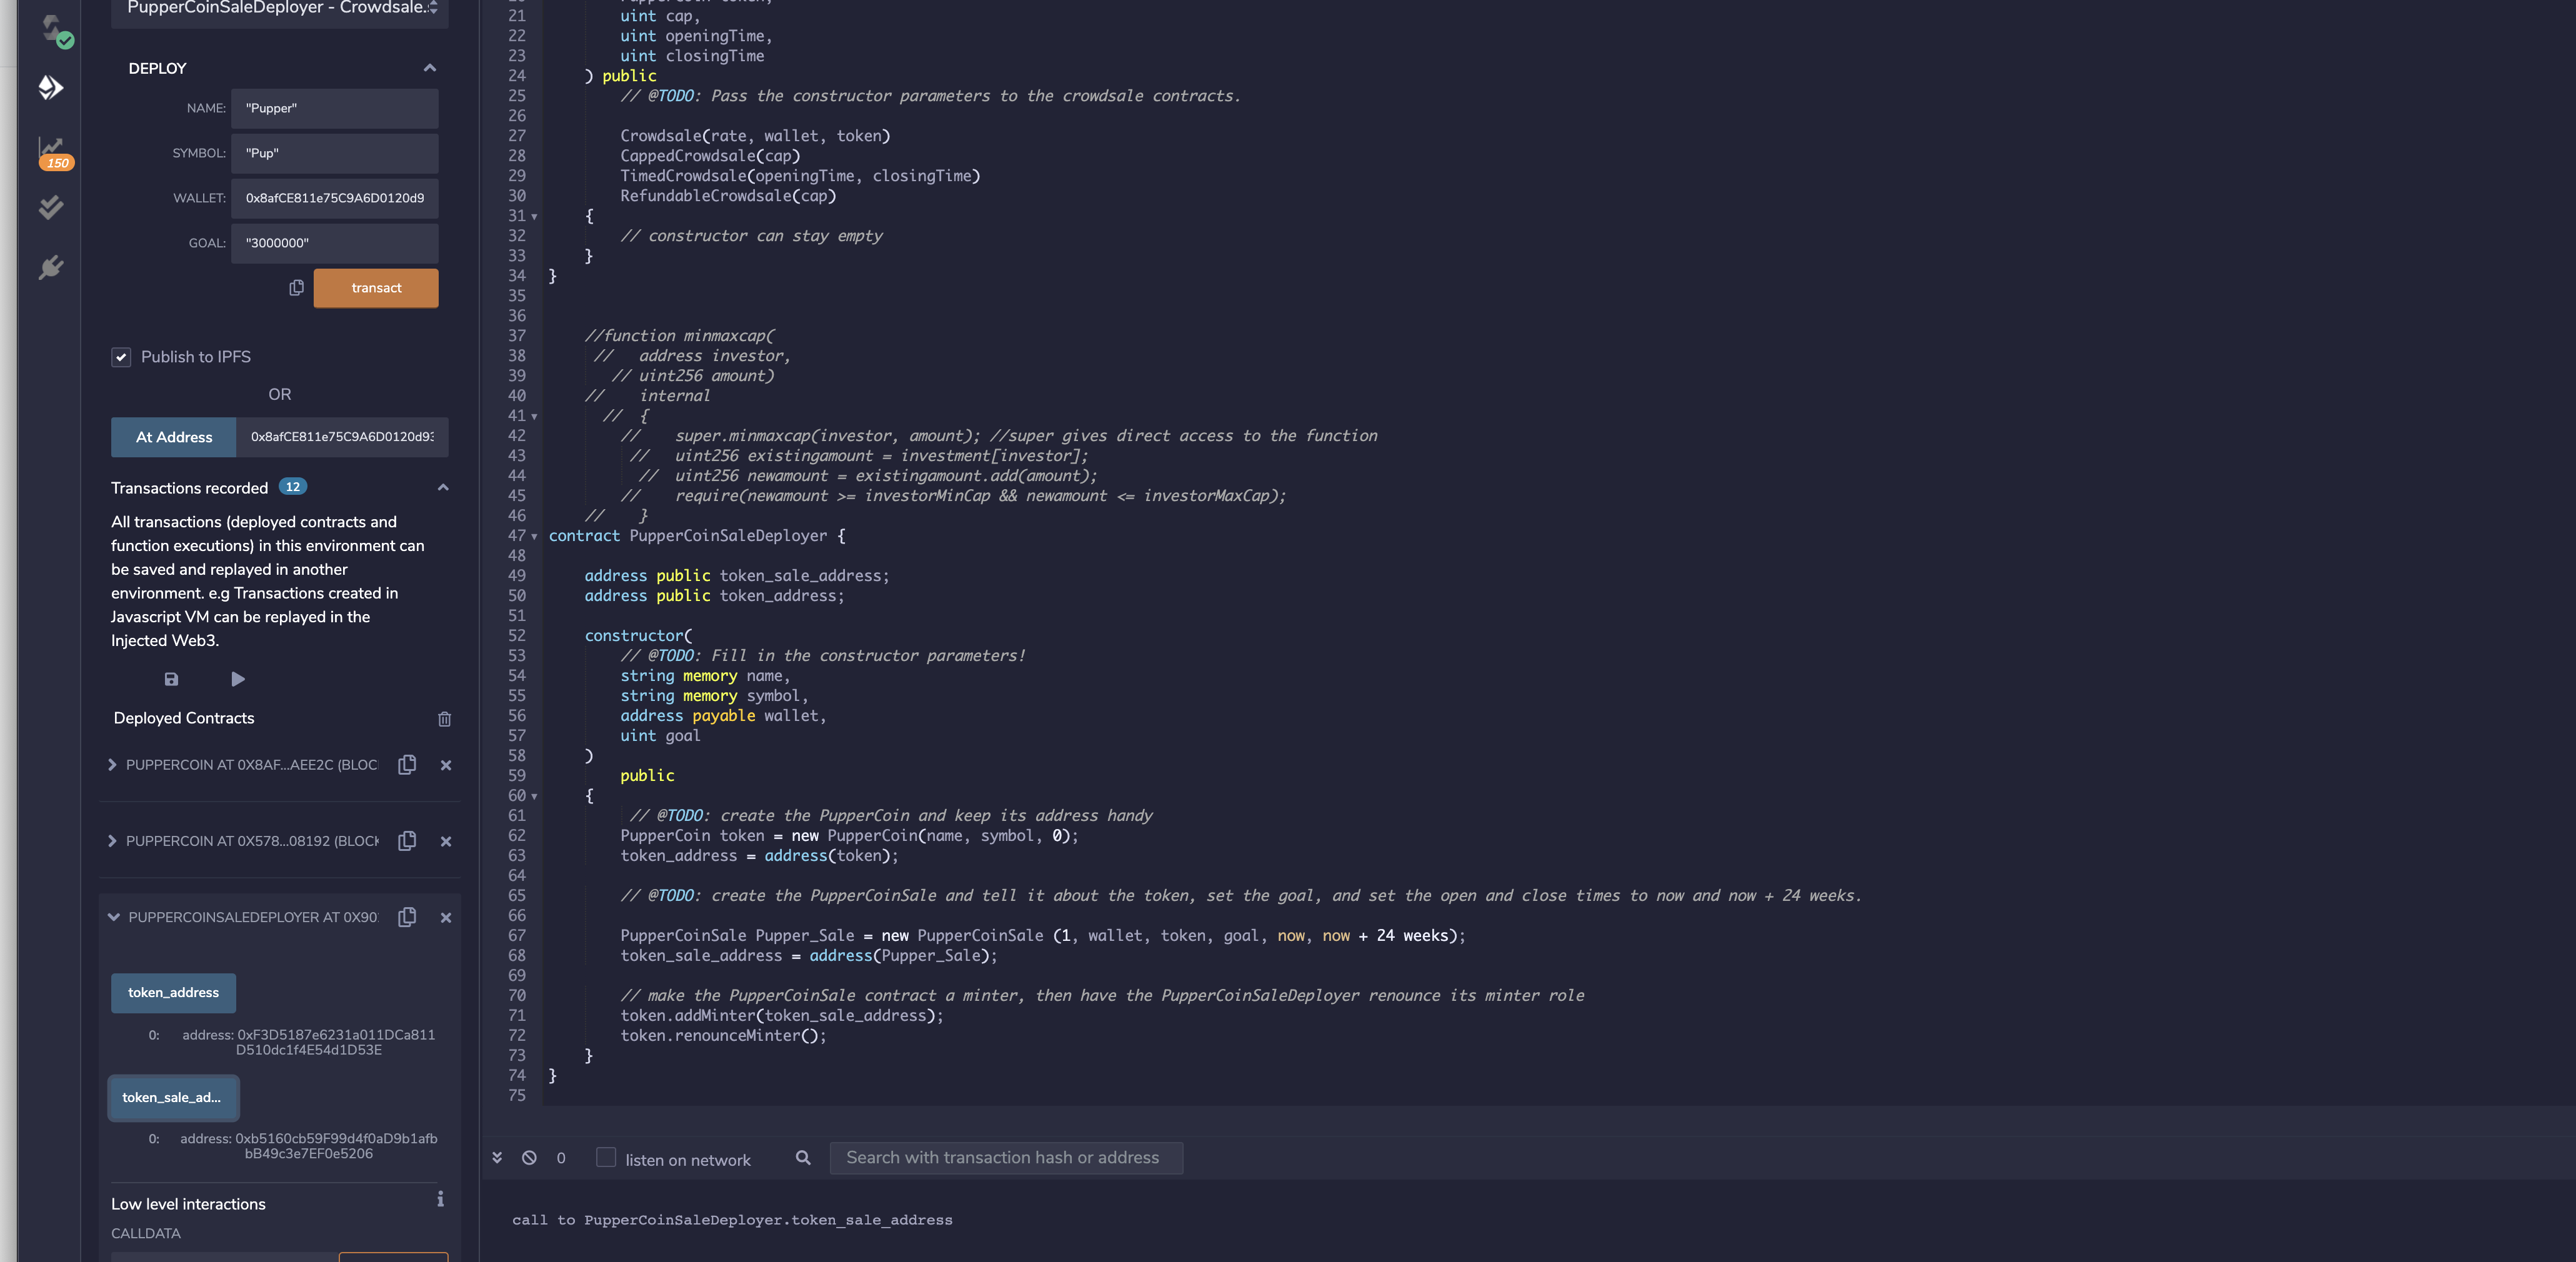 PupperCoinSaleDeployer - Crowdsale.
DEPLOY
NAME: "Pupper"
SYMBOL: "Pup"
WALLET: 0x8afCE811e75C9A6D0120d9
GOAL: "3000000"
transact
Publish to IPFS
OR
At Address 0x8afCE811e75C9A6D0120d93
Transactions recorded 12
All transactions (deployed contracts and
function executions) in this environment can
be saved and replayed in another
environment. e.g Transactions created in
Javascript VM can be replayed in the
Injected Web3.
Deployed Contracts
PUPPERCOIN AT 0X8AF...AEE2C (BLOC
PUPPERCOIN AT 0X578...08192 (BLOCK
PUPPERCOINSALEDEPLOYER AT 0X90
token_address
0: address: 0xF3D5187e6231a011DCa811
D510dc1f4E54d1D53E
token_sale_ad...
0: address: 0xb5160cb59F99d4f0aD9b1afb
bB49c3e7EF0e5206
Low level interactions
CALLDATA
150
21 uint cap,
22 uint openingTime,
23 uint closingTime
24 ) public
25 // @TODO: Pass the constructor parameters to the crowdsale contracts.
26
27 Crowdsale(rate, wallet, token)
28 CappedCrowdsale(cap)
29 TimedCrowdsale(openingTime, closingTime)
30 RefundableCrowdsale(cap)
31 {
32 // constructor can stay empty
33 }
34 }
35
36
37 //function minmaxcap(
38 // address investor,
39 // uint256 amount)
40 // internal
41 // {
42 // super.minmaxcap(investor, amount); //super gives direct access to the function
43 // uint256 existingamount = investment[investor];
44 // uint256 newamount = existingamount.add(amount);
45 // require(newamount >= investorMinCap && newamount <= investorMaxCap);
46 // }
47 contract PupperCoinSaleDeployer {
48
49 address public token_sale_address;
50 address public token_address;
51
52 constructor(
53 // @TODO: Fill in the constructor parameters!
54 string memory name,
55 string memory symbol,
56 address payable wallet,
57 uint goal
58 )
59 public
60 {
61 // @TODO: create the PupperCoin and keep its address handy
62 PupperCoin token = new PupperCoin(name, symbol, 0);
63 token_address = address(token);
64
65 // @TODO: create the PupperCoinSale and tell it about the token, set the goal, and set the open and close times to now and now + 24 weeks.
66
67 PupperCoinSale Pupper_Sale = new PupperCoinSale (1, wallet, token, goal, now, now + 24 weeks);
68 token_sale_address = address(Pupper_Sale);
69
70 // make the PupperCoinSale contract a minter, then have the PupperCoinSaleDeployer renounce its minter role
71 token.addMinter(token_sale_address);
72 token.renounceMinter();
73 }
74 }
75
0 listen on network Search with transaction hash or address
call to PupperCoinSaleDeployer.token_sale_address